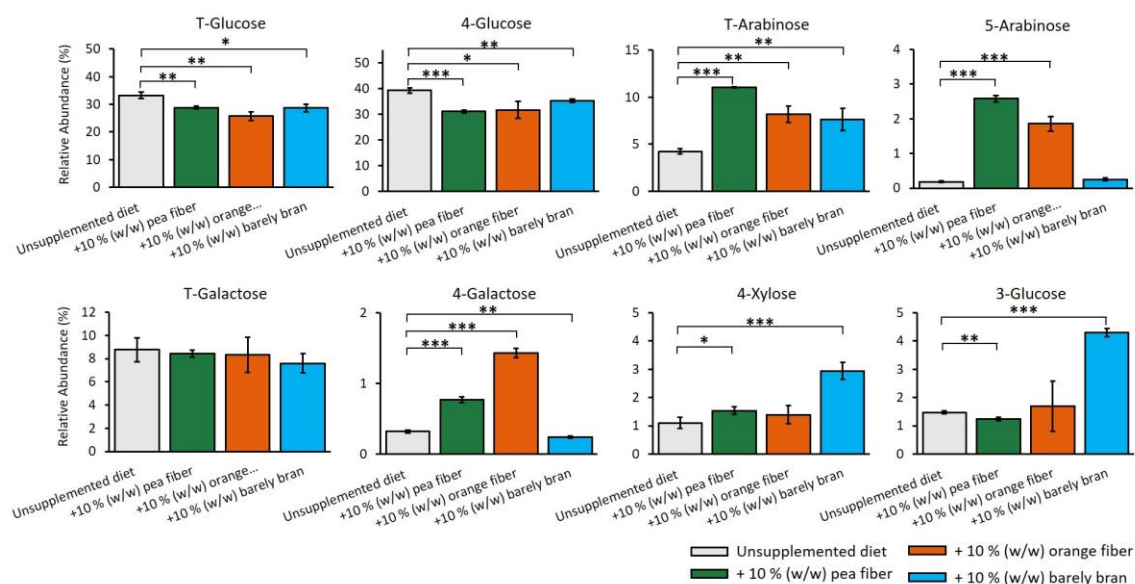 T-Glucose
Relative Abundance (%)
50
40
30
20
10
0
*
**
**
Unsupplemented diet
+10 % (w/w) pea fiber
+10 % (w/w) orange...
+10 % (w/w) barely bran
4-Glucose
50
40
30
20
10
0
**
*
***
Unsupplemented diet
+10 % (w/w) pea fiber
+10 % (w/w) orange fiber
+10 % (w/w) barely bran
T-Arabinose
15
10
5
0
**
**
***
Unsupplemented diet
+10 % (w/w) pea fiber
+10 % (w/w) orange fiber
+10 % (w/w) barely bran
5-Arabinose
5
4
3
2
1
0
***
***
Unsupplemented diet
+10 % (w/w) pea fiber
+10 % (w/w) orange...
+10 % (w/w) barely bran
T-Galactose
Relative Abundance (%)
12
10
8
6
4
2
0
Unsupplemented diet
+10 % (w/w) pea fiber
+10 % (w/w) orange...
+10 % (w/w) barely bran
4-Galactose
2
1
0
**
***
***
Unsupplemented diet
+10 % (w/w) pea fiber
+10 % (w/w) orange fiber
+10 % (w/w) barely bran
4-Xylose
5
4
3
2
1
0
***
*
Unsupplemented diet
+10 % (w/w) pea fiber
+10 % (w/w) orange fiber
+10 % (w/w) barely bran
3-Glucose
5
4
3
2
1
0
***
**
Unsupplemented diet
+10 % (w/w) pea fiber
+10 % (w/w) orange fiber
+10 % (w/w) barely bran
Unsupplemented diet
+ 10 % (w/w) orange fiber
+ 10 % (w/w) pea fiber
+ 10 % (w/w) barely bran